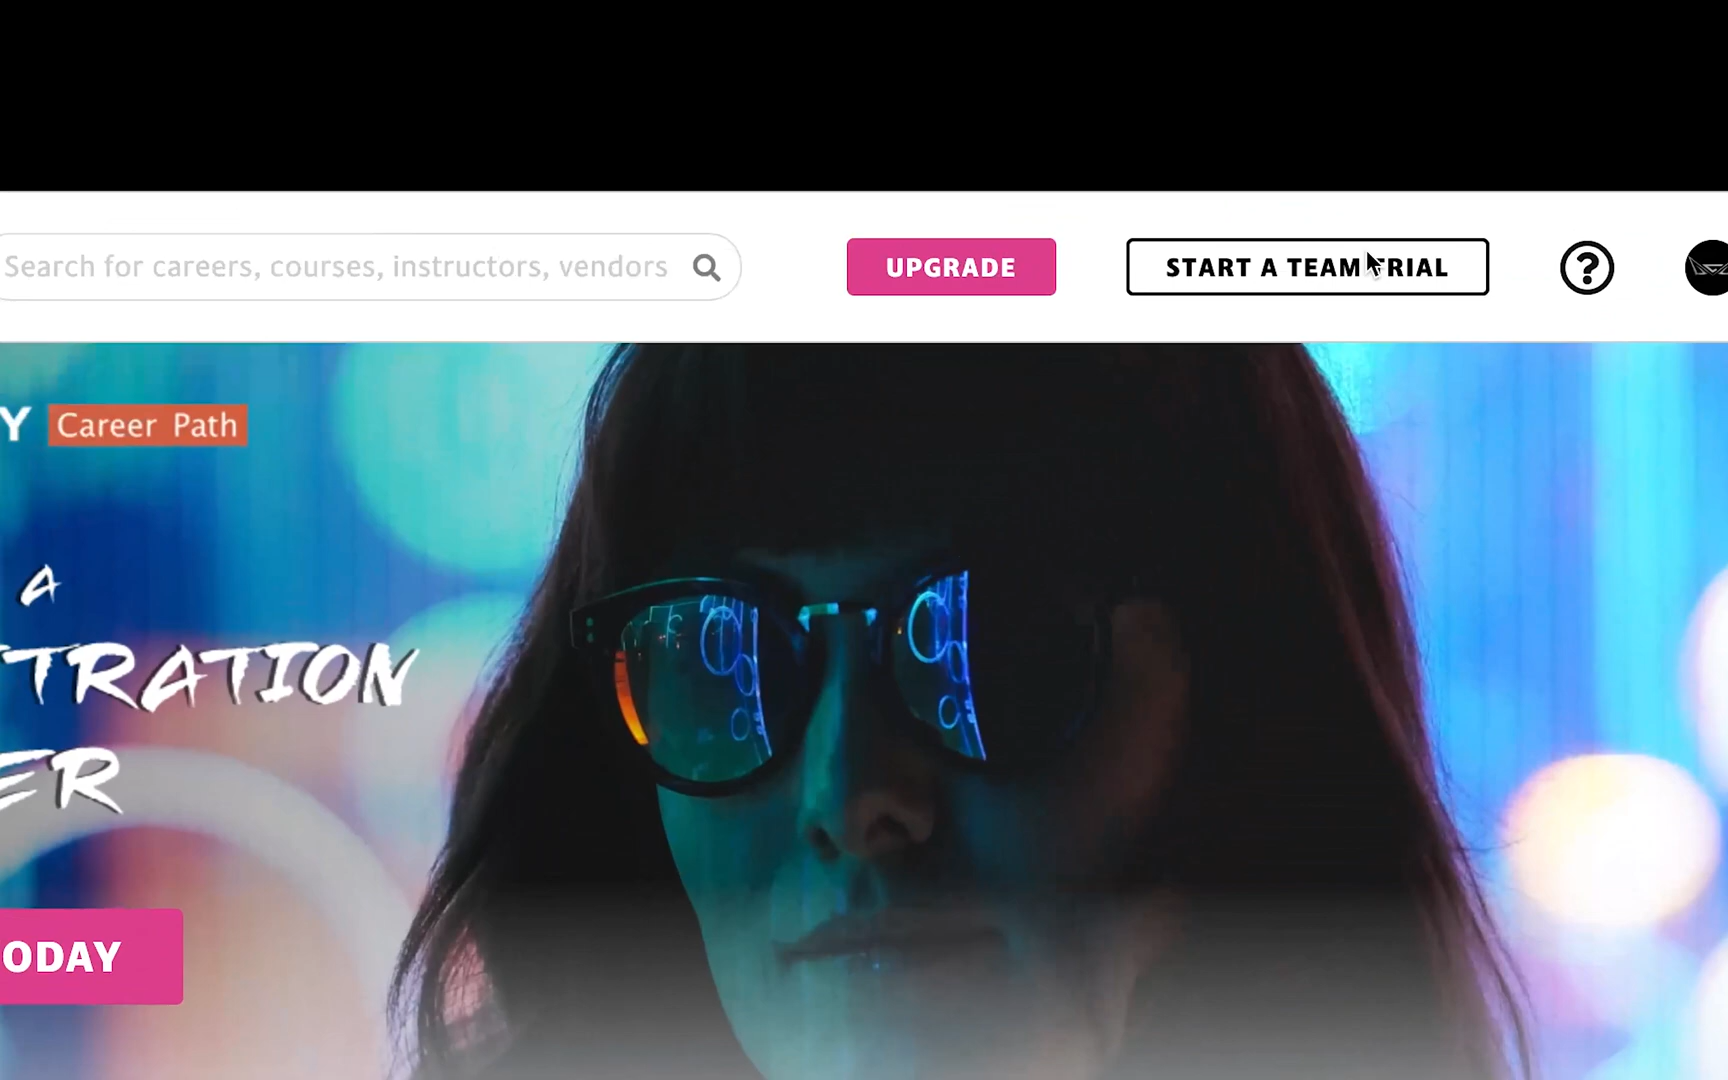 Search for careers, courses, instructors, vendors
UPGRADE
START A TEAM TRIAL
?
Y Career Path
A
TRATION
ER
ODAY